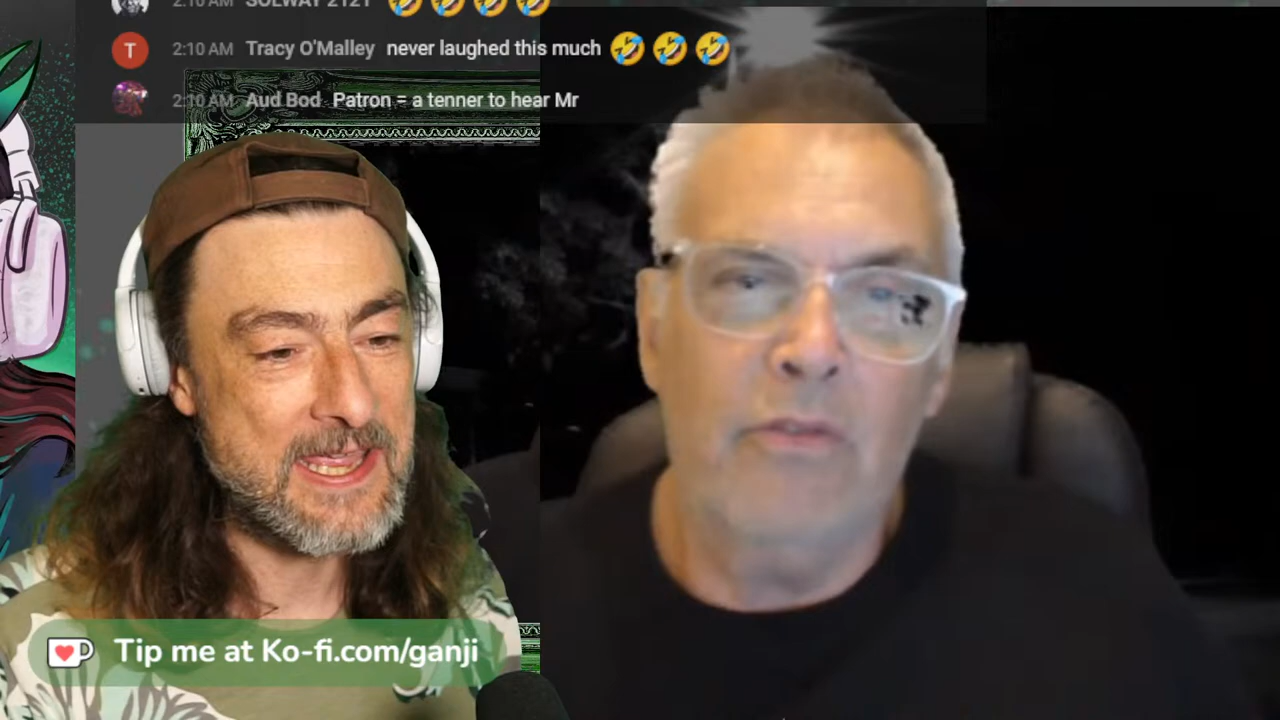 2:10 AM SOLWAY 2121 🤣🤣🤣🤣
T 2:10 AM Tracy O'Malley never laughed this much 🤣🤣🤣
2:10 AM Aud Bod Patron = a tenner to hear Mr
Tip me at Ko-fi.com/ganji